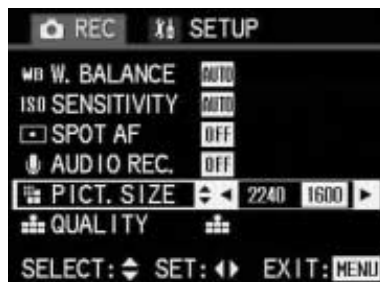 REC SETUP
WB W. BALANCE AUTO
ISO SENSITIVITY AUTO
SPOT AF OFF
AUDIO REC. OFF
PICT. SIZE 2240 1600
QUALITY
SELECT: SET: EXIT: MENU